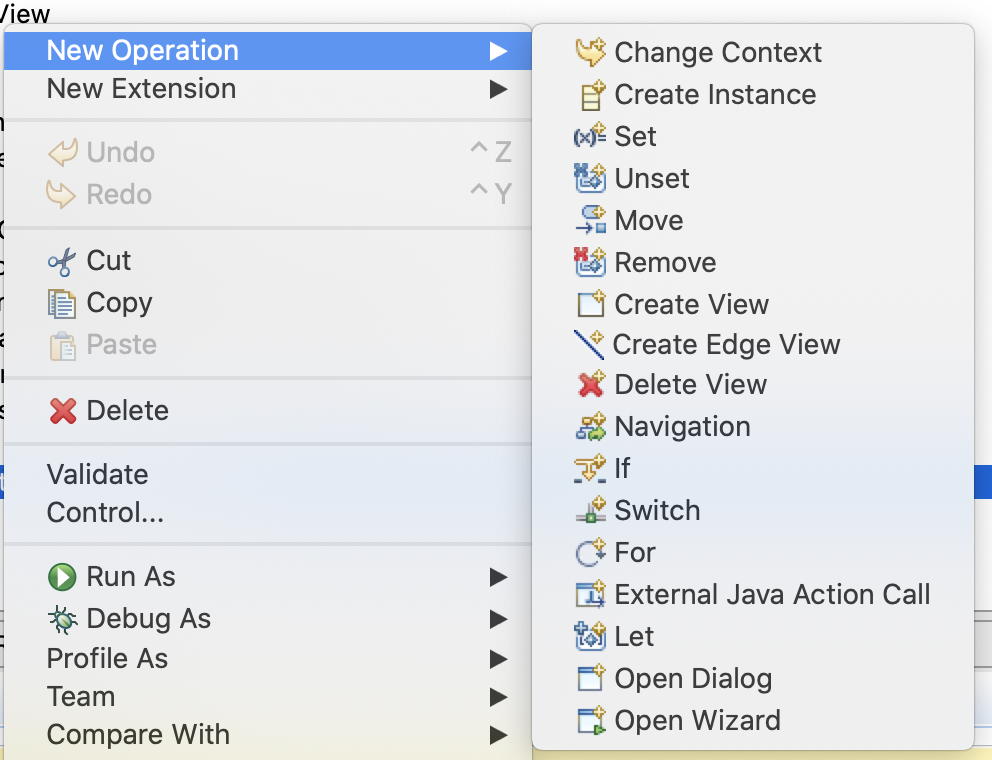 View
New Operation
New Extension
Undo ^ Z
Redo ^ Y
Cut
Copy
Paste
Delete
Validate
Control...
Run As
Debug As
Profile As
Team
Compare With
Change Context
Create Instance
Set
Unset
Move
Remove
Create View
Create Edge View
Delete View
Navigation
If
Switch
For
External Java Action Call
Let
Open Dialog
Open Wizard